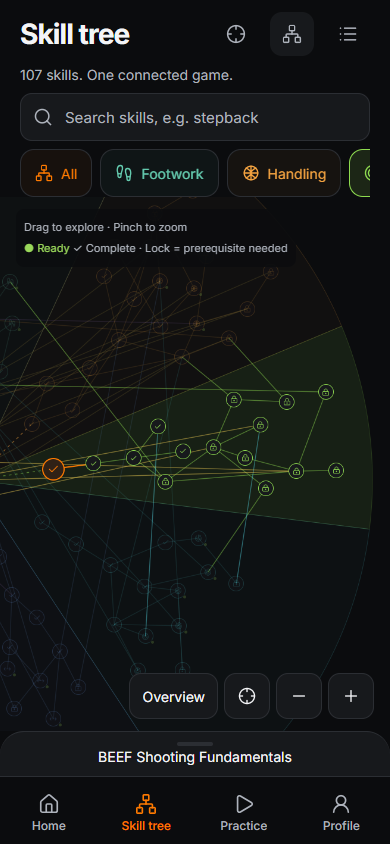 Skill tree
107 skills. One connected game.
Search skills, e.g. stepback
All
Footwork
Handling
Drag to explore · Pinch to zoom
Ready ✓ Complete · Lock = prerequisite needed
Overview
BEEF Shooting Fundamentals
Home
Skill tree
Practice
Profile